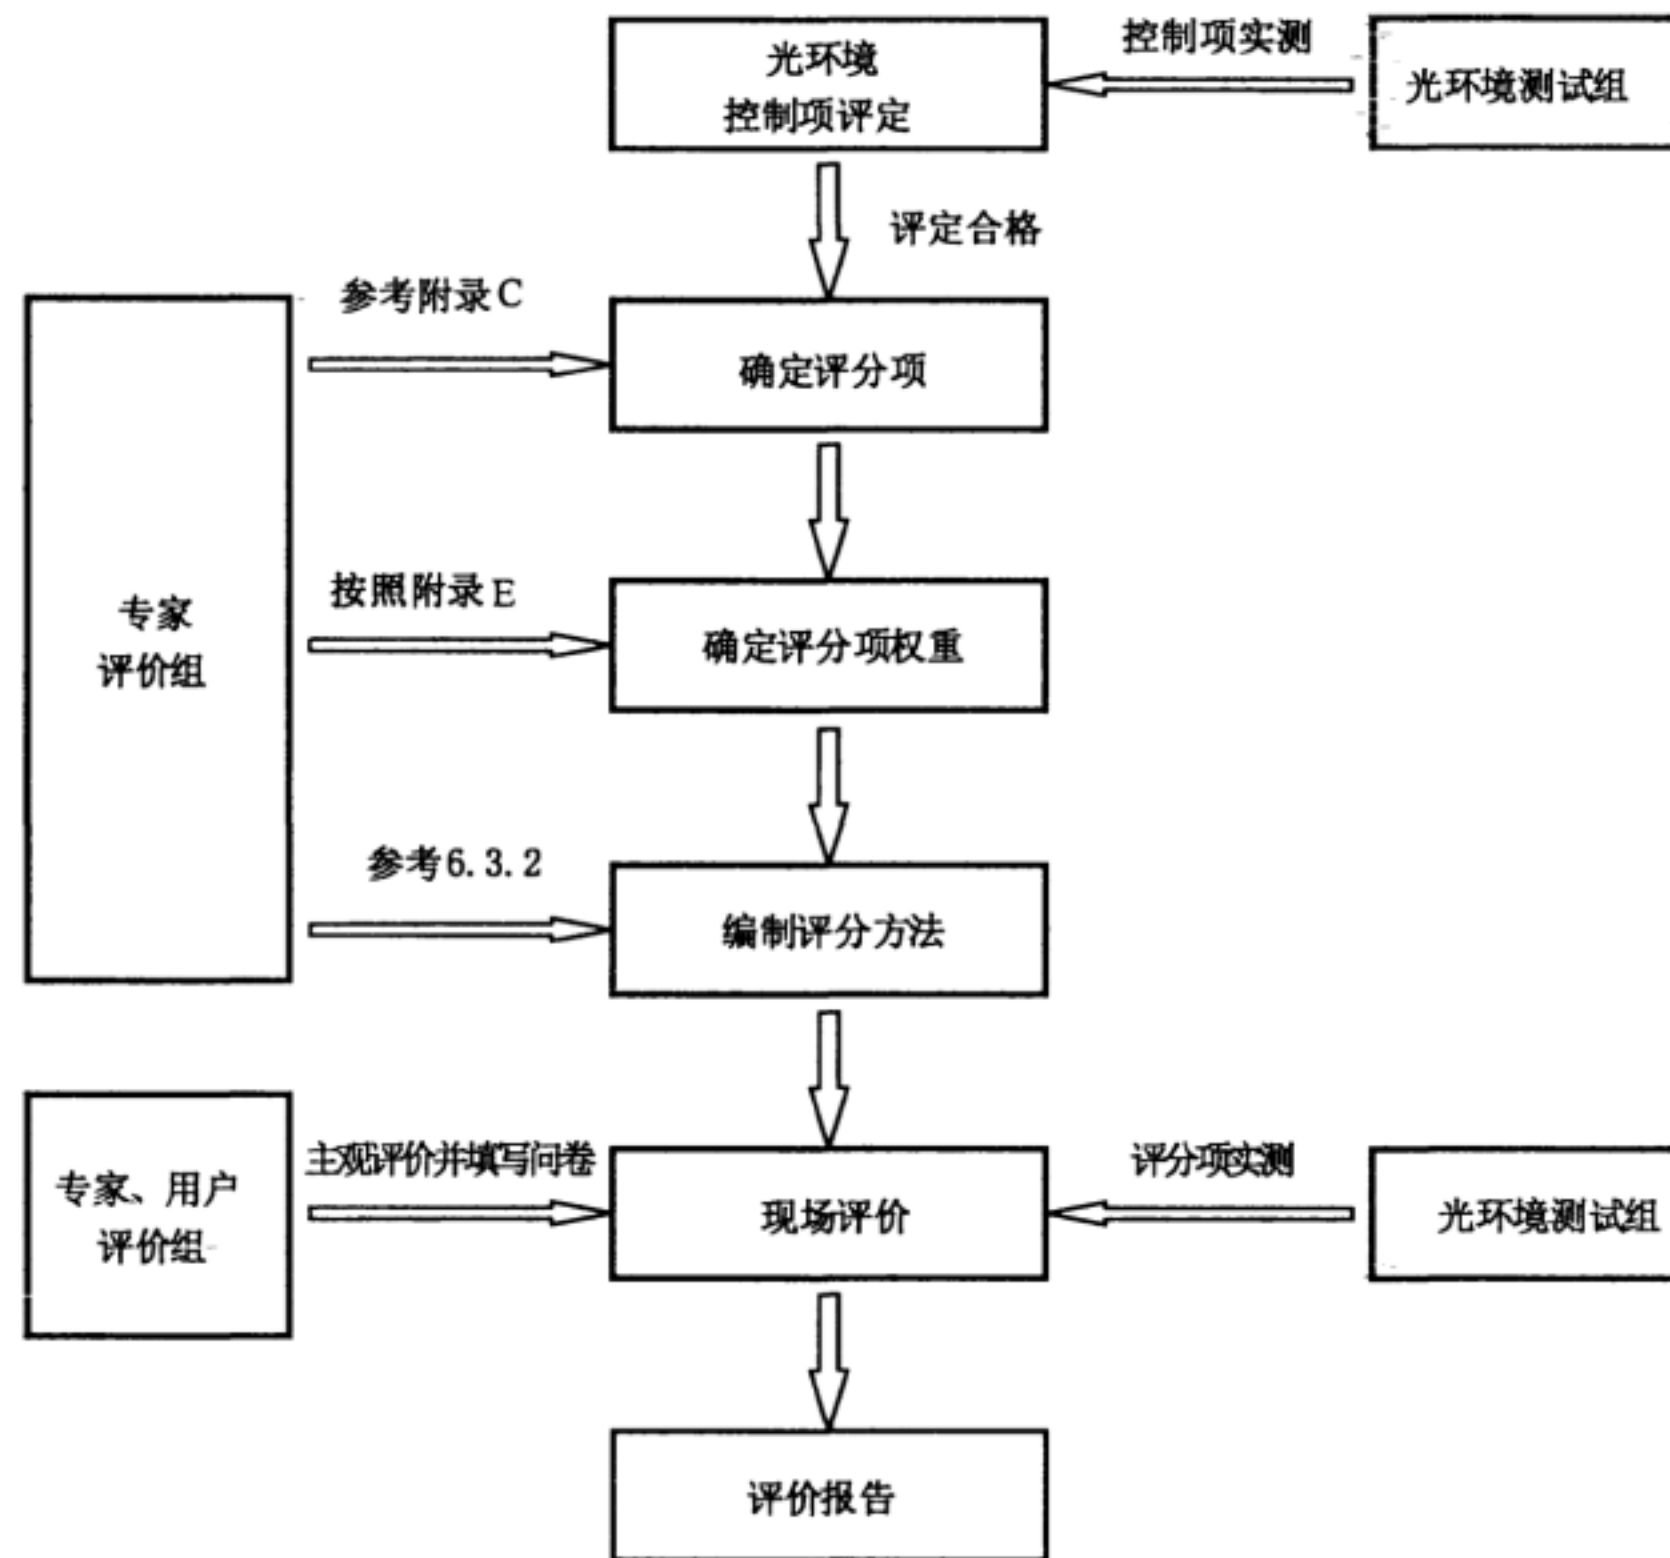 光环境
控制项评定
控制项实测
光环境测试组
评定合格
参考附录C
确定评分项
专家
评价组
按照附录E
确定评分项权重
参考6.3.2
编制评分方法
专家、用户
评价组
主观评价并填写问卷
现场评价
评分项实测
光环境测试组
评价报告